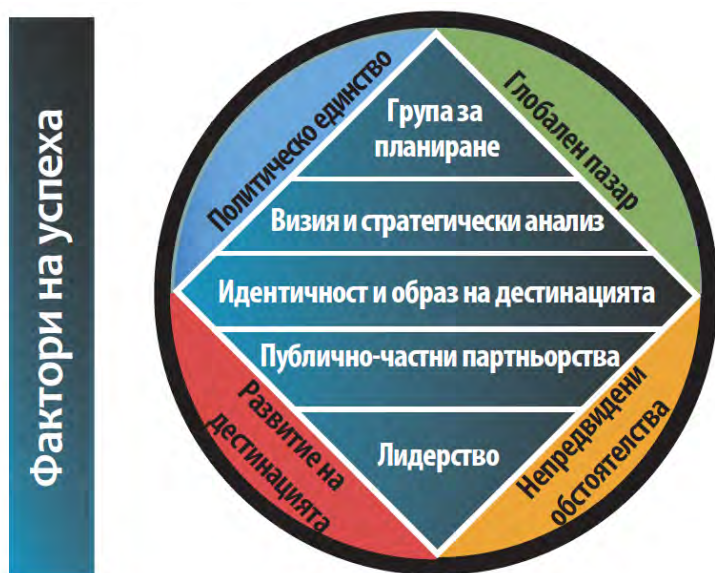 Фактори на успеха
Политическо единство
Глобален пазар
Група за
планиране
Визия и стратегически анализ
Идентичност и образ на дестинацията
Публично-частни партньорства
Лидерство
Развитие на
дестинацията
Непредвидени
обстоятелства